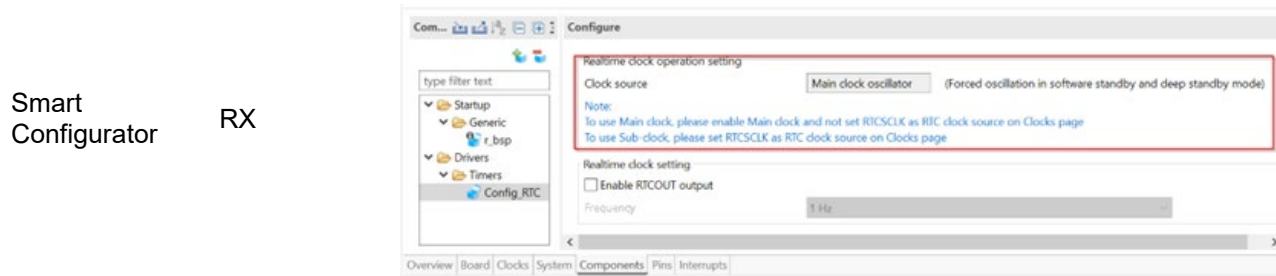 Smart
Configurator
RX
Com...
Configure
type filter text
Startup
Generic
r_bsp
Drivers
Timers
Config_RTC
Realtime clock operation setting
Clock source
Main clock oscillator
(Forced oscillation in software standby and deep standby mode)
Note:
To use Main clock, please enable Main clock and not set RTCSCLK as RTC clock source on Clocks page
To use Sub-clock, please set RTCSCLK as RTC clock source on Clocks page
Realtime clock setting
Enable RTCOUT output
Frequency
1 Hz
Overview Board Clocks System Components Pins Interrupts